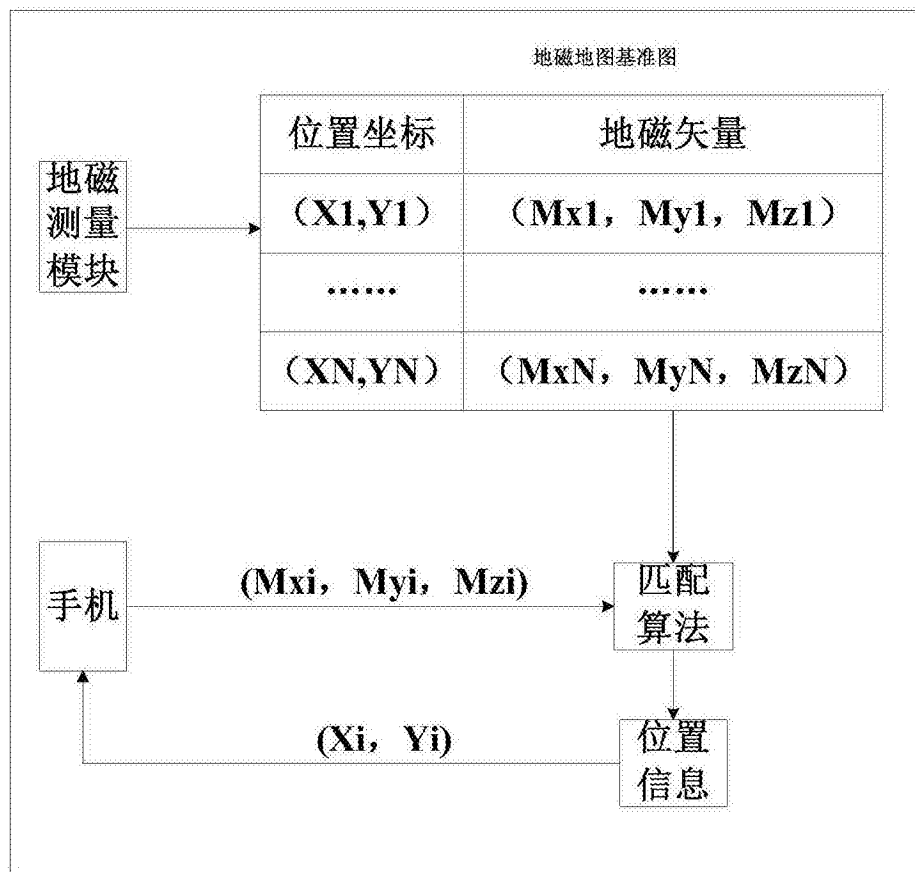 地磁地图基准图
位置坐标 地磁矢量
地磁
测量
模块
（X1,Y1） （Mx1，My1，Mz1）
…… ……
（XN,YN） （MxN，MyN，MzN）
手机
(Mxi，Myi，Mzi)
匹配
算法
(Xi，Yi)
位置
信息